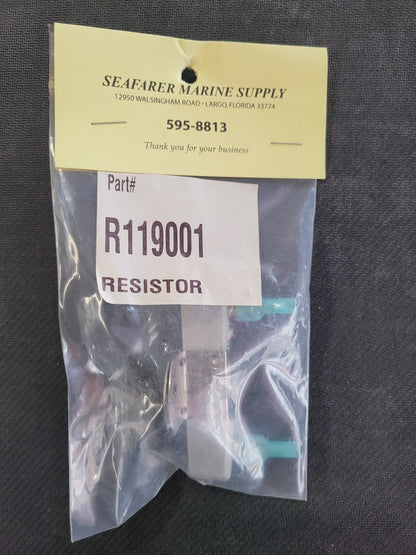 SEAFARER MARINE SUPPLY
12950 WALSINGHAM ROAD • LARGO, FLORIDA 33774
595-8813
Thank you for your business
Part#
R119001
RESISTOR